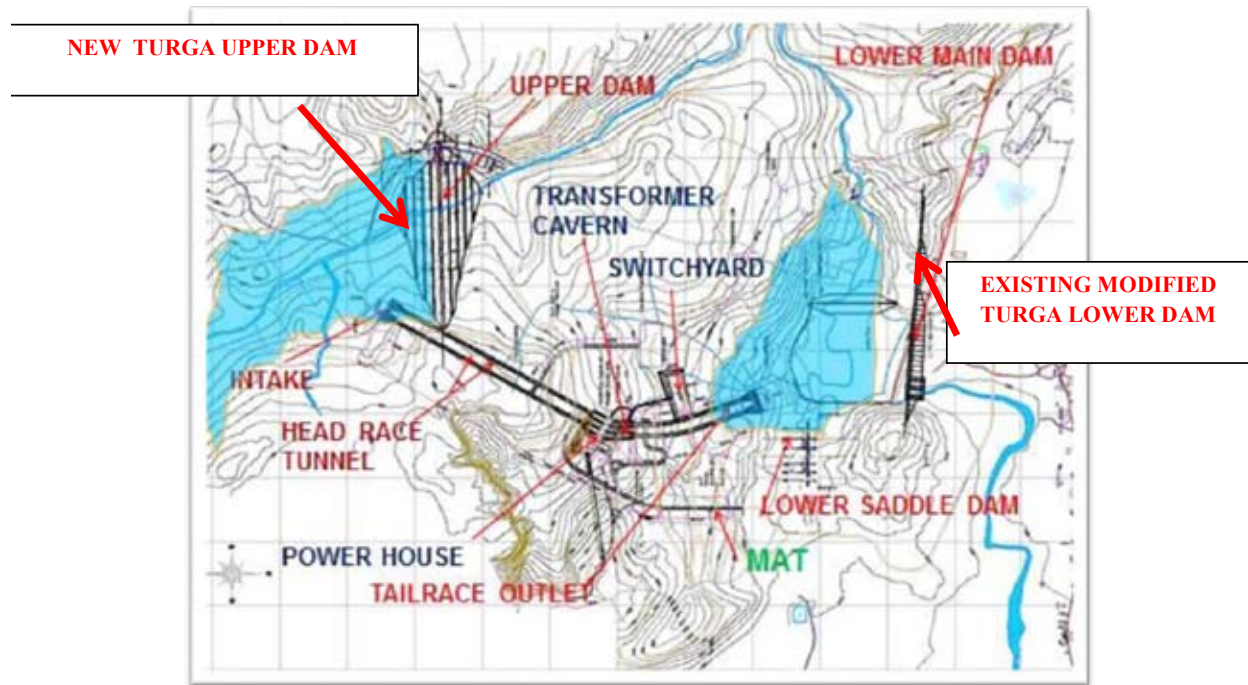 NEW TURGA UPPER DAM
LOWER MAIN DAM
UPPER DAM
TRANSFORMER
CAVERN
SWITCHYARD
EXISTING MODIFIED
TURGA LOWER DAM
INTAKE
HEAD RACE
TUNNEL
LOWER SADDLE DAM
POWER HOUSE
MAT
TAILRACE OUTLET